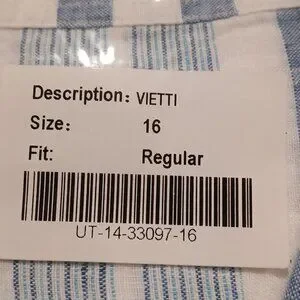 Description: VIETTI
Size: 16
Fit: Regular
UT-14-33097-16